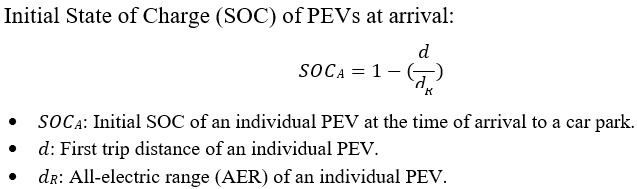 Initial State of Charge (SOC) of PEVs at arrival:
SOC_A = 1 − (d/d_R)
• SOC_A: Initial SOC of an individual PEV at the time of arrival to a car park.
• d: First trip distance of an individual PEV.
• d_R: All-electric range (AER) of an individual PEV.